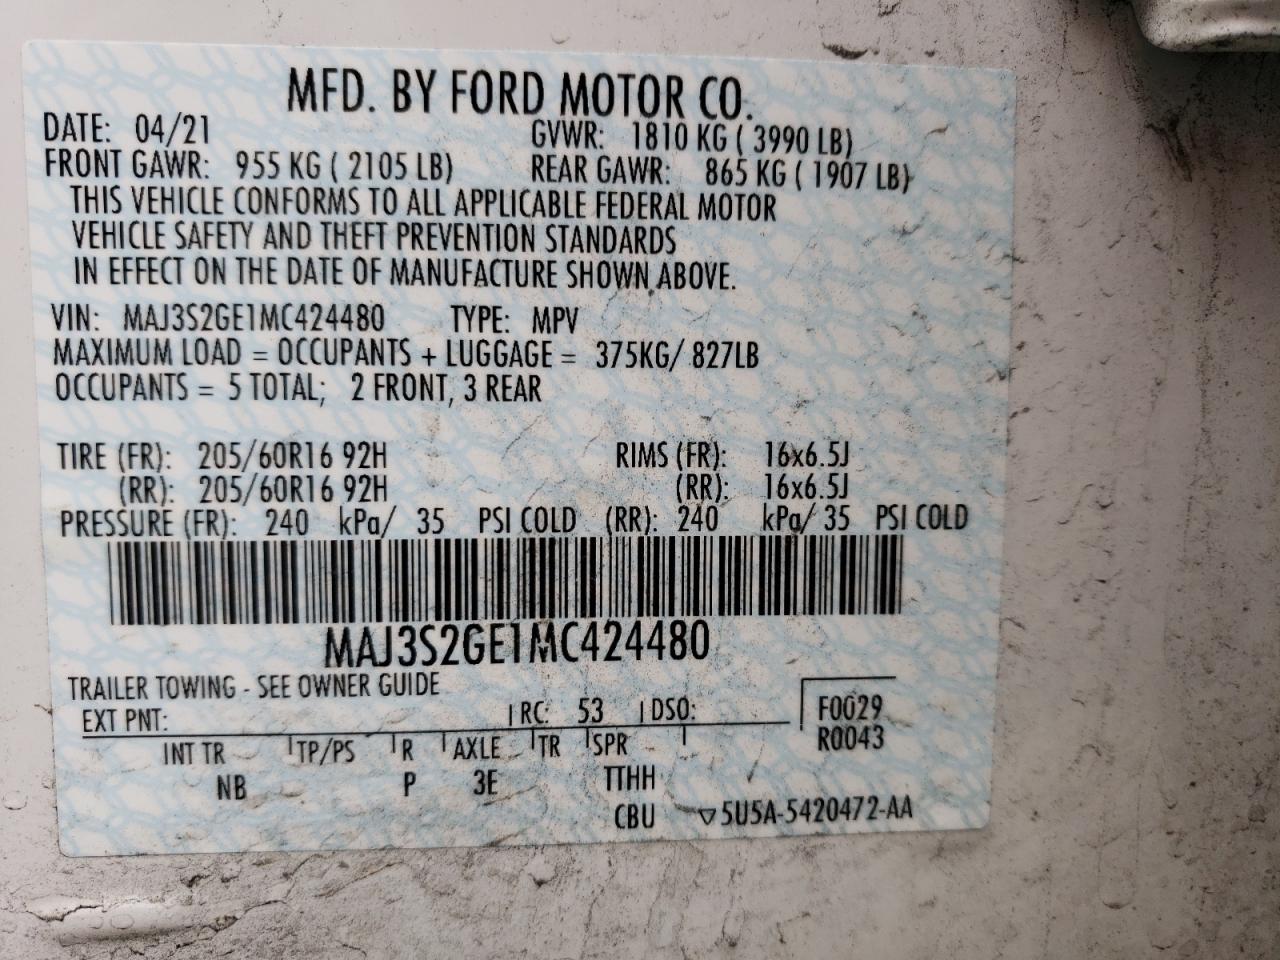 MFD. BY FORD MOTOR CO.
DATE: 04/21 GVWR: 1810 KG ( 3990 LB)
FRONT GAWR: 955 KG ( 2105 LB) REAR GAWR: 865 KG ( 1907 LB)
THIS VEHICLE CONFORMS TO ALL APPLICABLE FEDERAL MOTOR
VEHICLE SAFETY AND THEFT PREVENTION STANDARDS
IN EFFECT ON THE DATE OF MANUFACTURE SHOWN ABOVE.
VIN: MAJ3S2GE1MC424480 TYPE: MPV
MAXIMUM LOAD = OCCUPANTS + LUGGAGE = 375KG/ 827LB
OCCUPANTS = 5 TOTAL; 2 FRONT, 3 REAR
TIRE (FR): 205/60R16 92H RIMS (FR): 16x6.5J
(RR): 205/60R16 92H (RR): 16x6.5J
PRESSURE (FR): 240 kPa/ 35 PSI COLD (RR): 240 kPa/ 35 PSI COLD
MAJ3S2GE1MC424480
TRAILER TOWING - SEE OWNER GUIDE
EXT PNT: RC: 53 DSO: F0029
R0043
INT TR TP/PS R AXLE TR SPR
NB P 3E TTHH
CBU ▽5U5A-5420472-AA